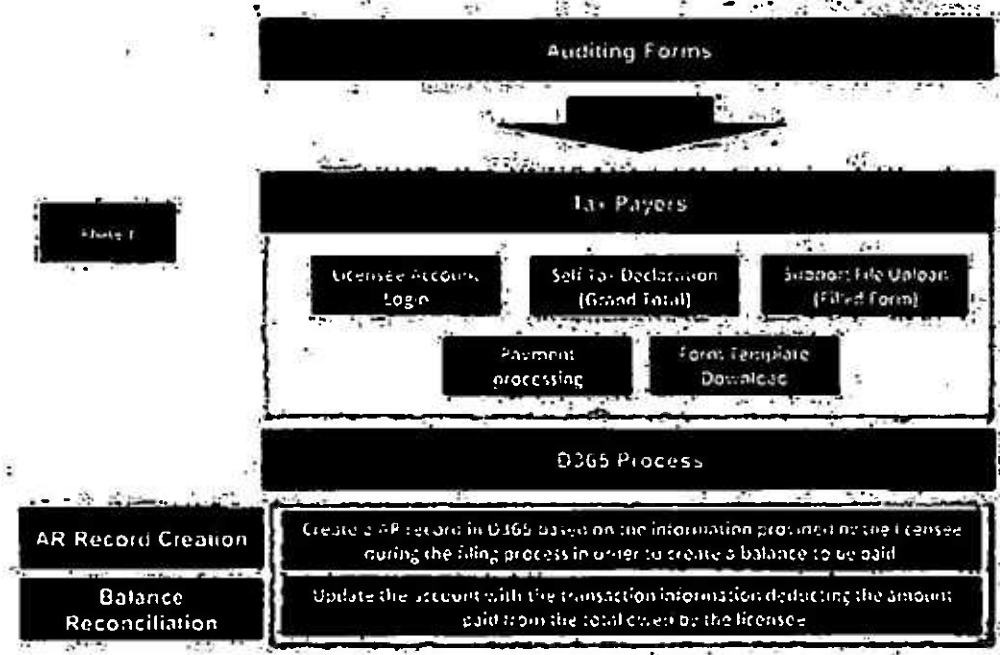 Auditing Forms
Tax Payers
Phase 1
Licensee Account
Login
Self Tax Declaration
(Grand Total)
Support File Upload
(Filled Form)
Payment
processing
Form Template
Download
D365 Process
AR Record Creation
Create a AR record in D365 based on the information provided by the licensee
during the filing process in order to create a balance to be paid
Balance
Reconciliation
Update the account with the transaction information deducting the amount
paid from the total owed by the licensee